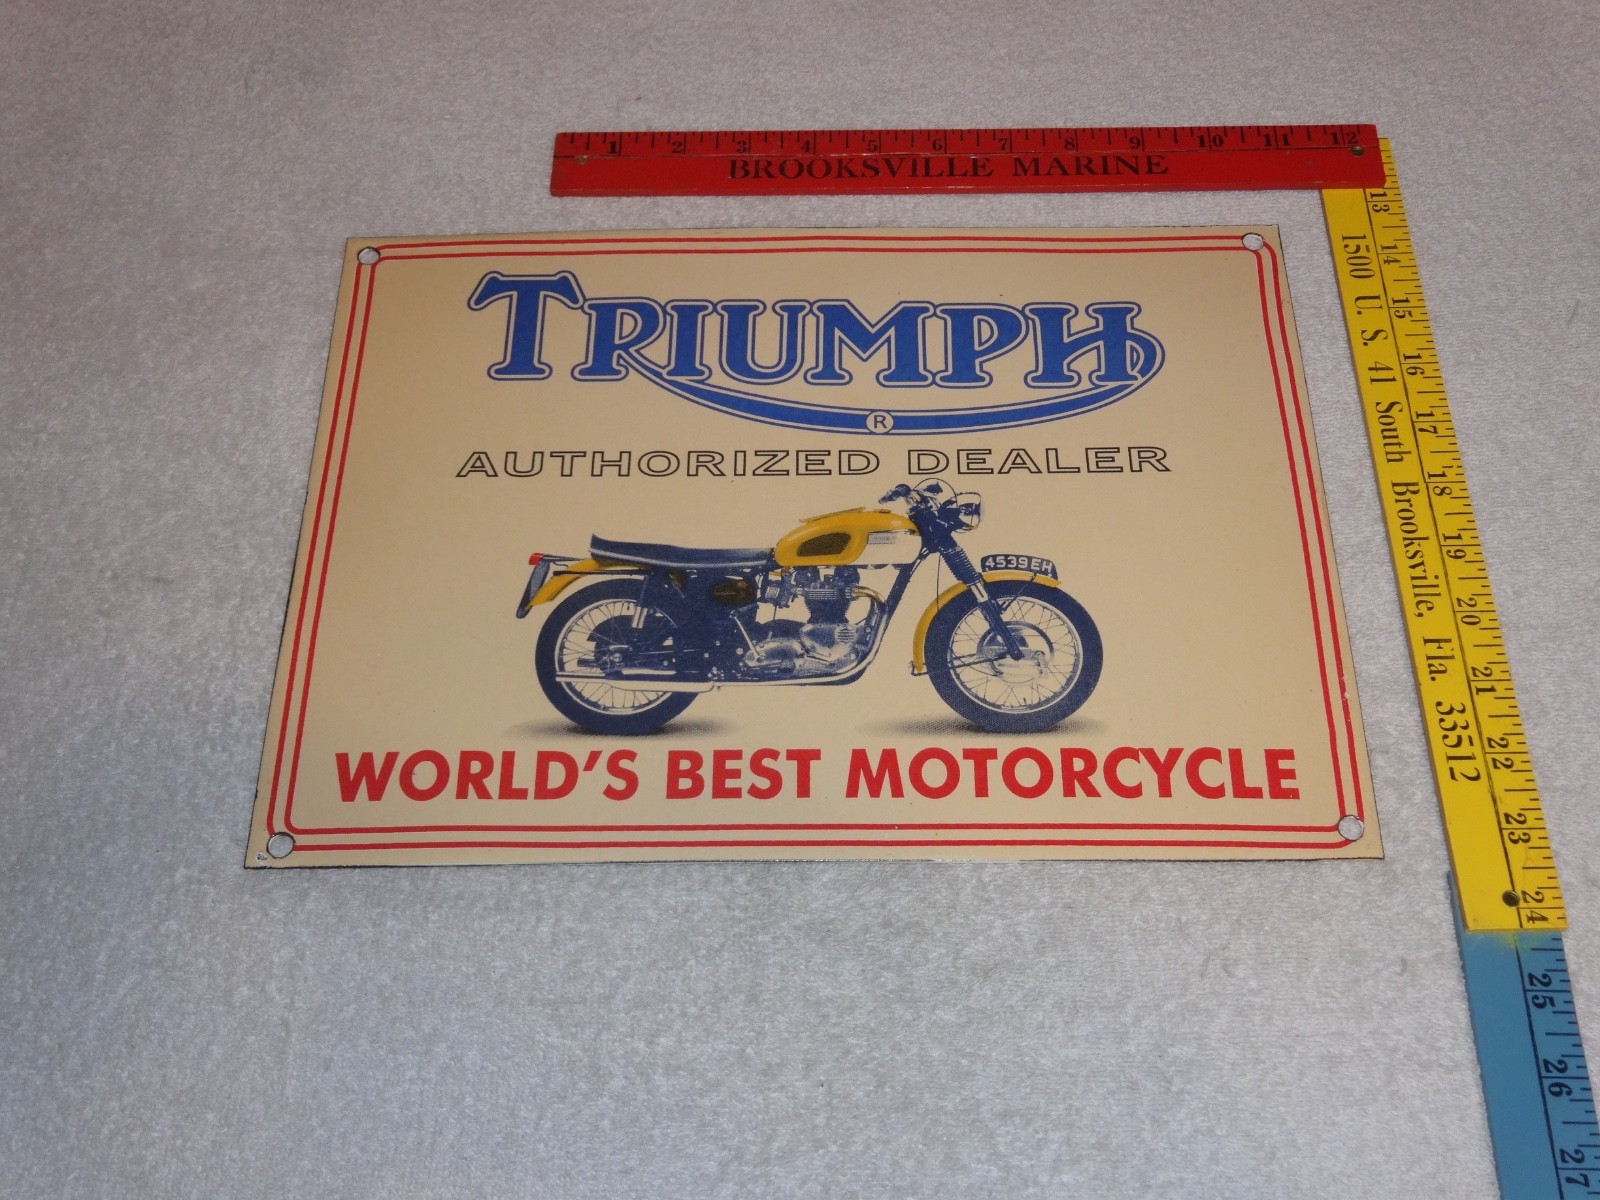 1 2 3 4 5 6 7 8 9 10 11 12
BROOKSVILLE MARINE
13 14 15 16 17 18 19 20 21 22 23 24
1500 U. S. 41 South Brooksville, Fla. 33512
25 26 27
TRIUMPH
R
AUTHORIZED DEALER
4539EH
WORLD'S BEST MOTORCYCLE